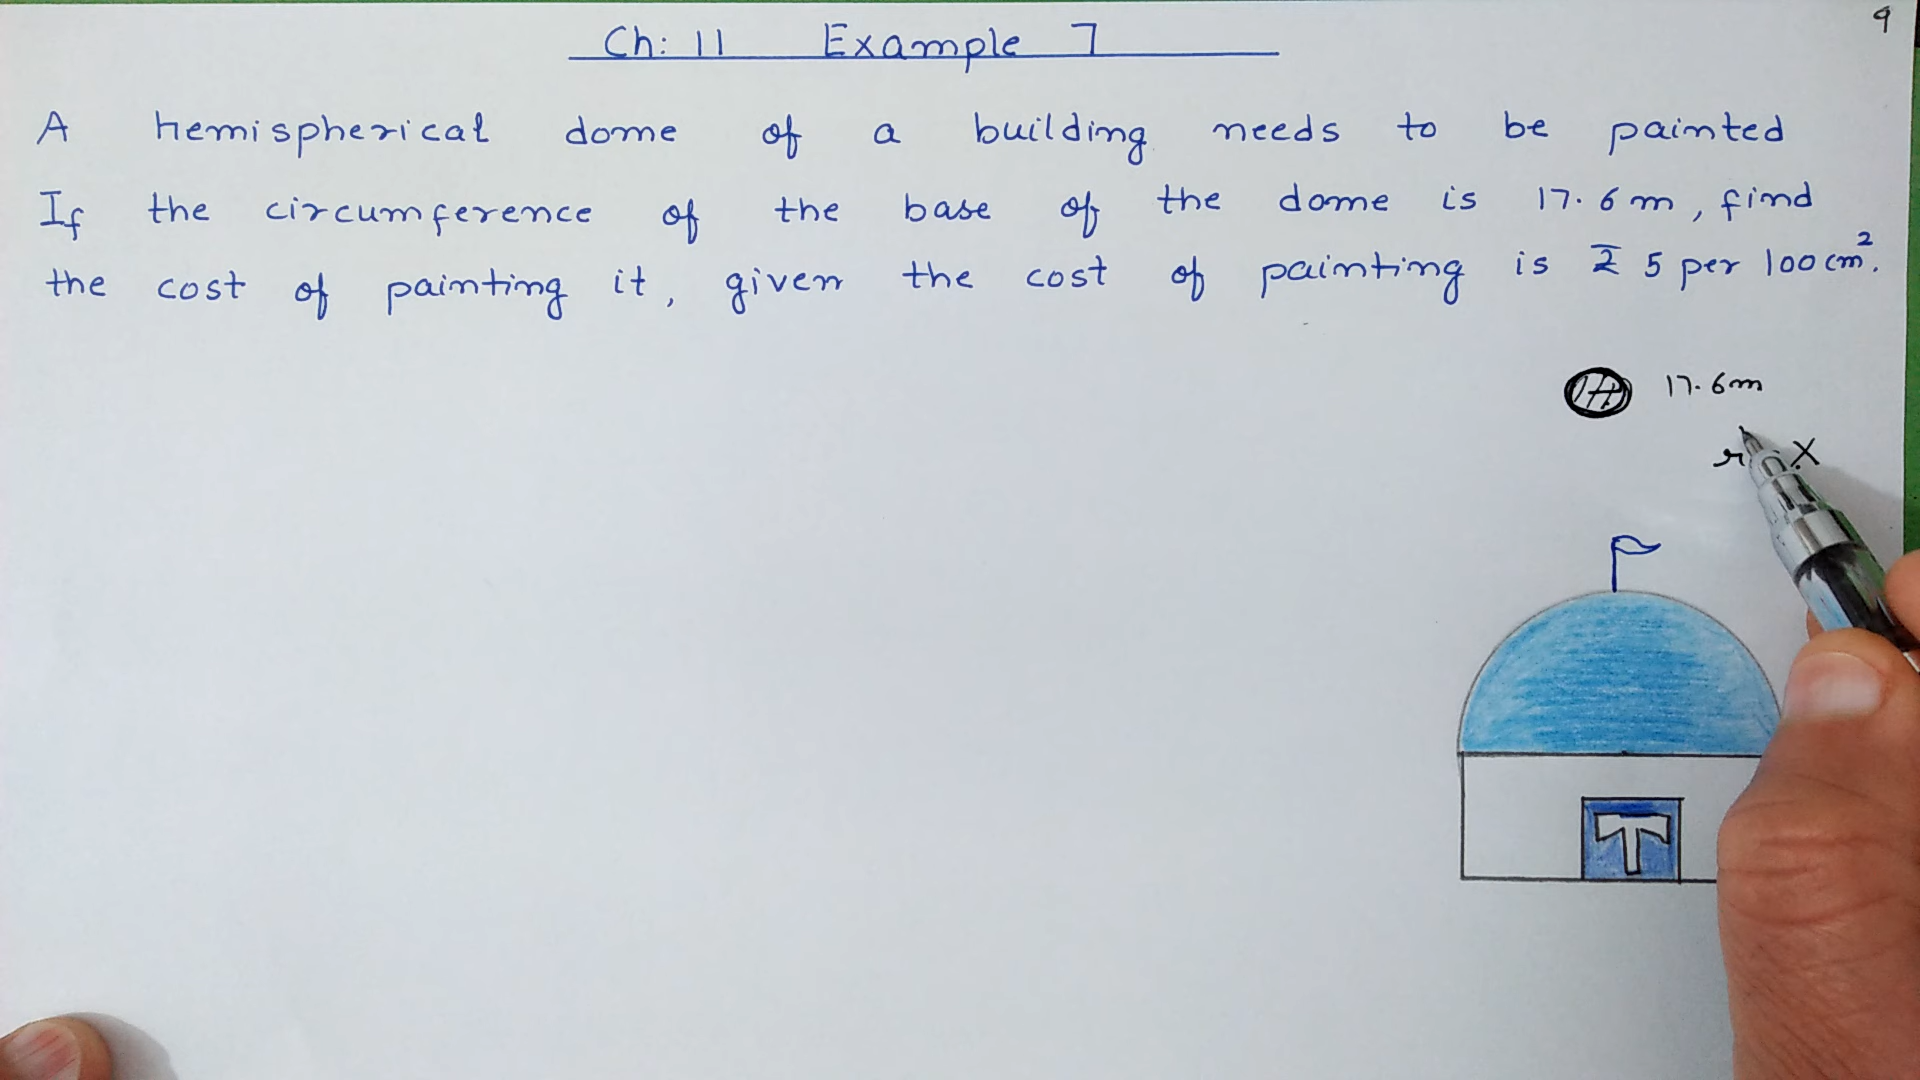 9
Ch: 11 Example 7
A hemispherical dome of a building needs to be painted
If the circumference of the base of the dome is 17.6 m, find
the cost of painting it, given the cost of painting is ₹ 5 per 100 cm².
17.6m
r X
T